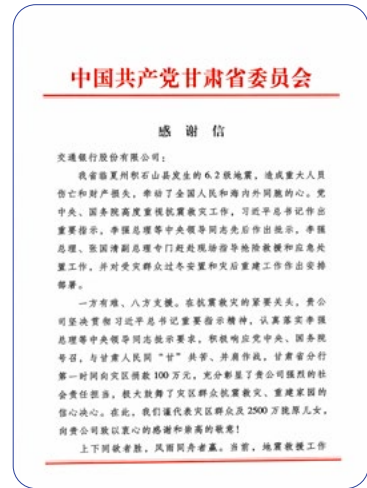 中国共产党甘肃省委员会
感 谢 信
交通银行股份有限公司：
我省临夏州积石山县发生的6.2级地震，造成重大人员
伤亡和财产损失，牵动了全国人民和海内外同胞的心。党
中央、国务院高度重视抗震救灾工作，习近平总书记作出
重要指示，李强总理等中央领导同志先后作出批示，李强
总理、张国清副总理专门赶赴现场指导抢险救援和应急处
置工作，并对受灾群众过冬安置和灾后重建工作作出安排
部署。
一方有难、八方支援。在抗震救灾的紧要关头，贵公
司坚决贯彻习近平总书记重要指示精神，认真落实李强
总理等中央领导同志批示要求，积极响应党中央、国务院
号召，与甘肃人民同“甘”共苦、并肩作战，甘肃省分行
第一时间向灾区捐款100万元，充分彰显了贵公司强烈的社
会责任担当，极大鼓舞了灾区群众抗震救灾、重建家园的
信心决心。在此，我们谨代表灾区群众及2500万陇原儿女，
向贵公司致以衷心的感谢和崇高的敬意！
上下同欲者胜，风雨同舟者赢。当前，地震救援工作